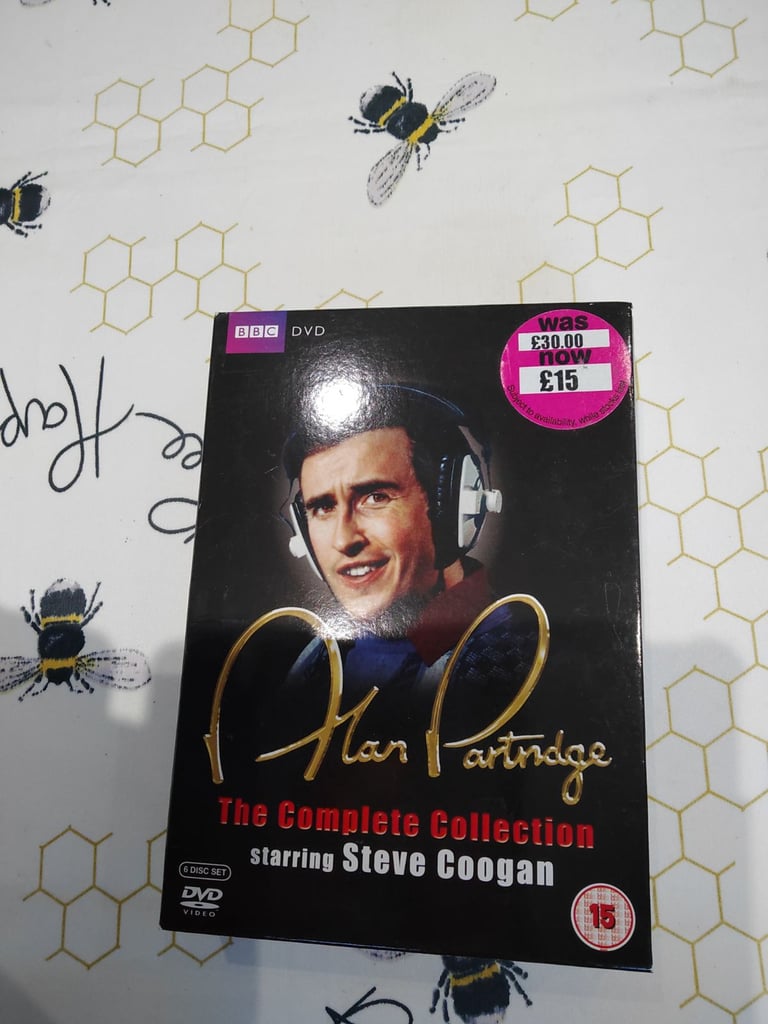 BBC DVD
was
£30.00
now
£15
Subject to availability, while stocks last
Alan Partridge
The Complete Collection
starring Steve Coogan
6 DISC SET
DVD
VIDEO
15